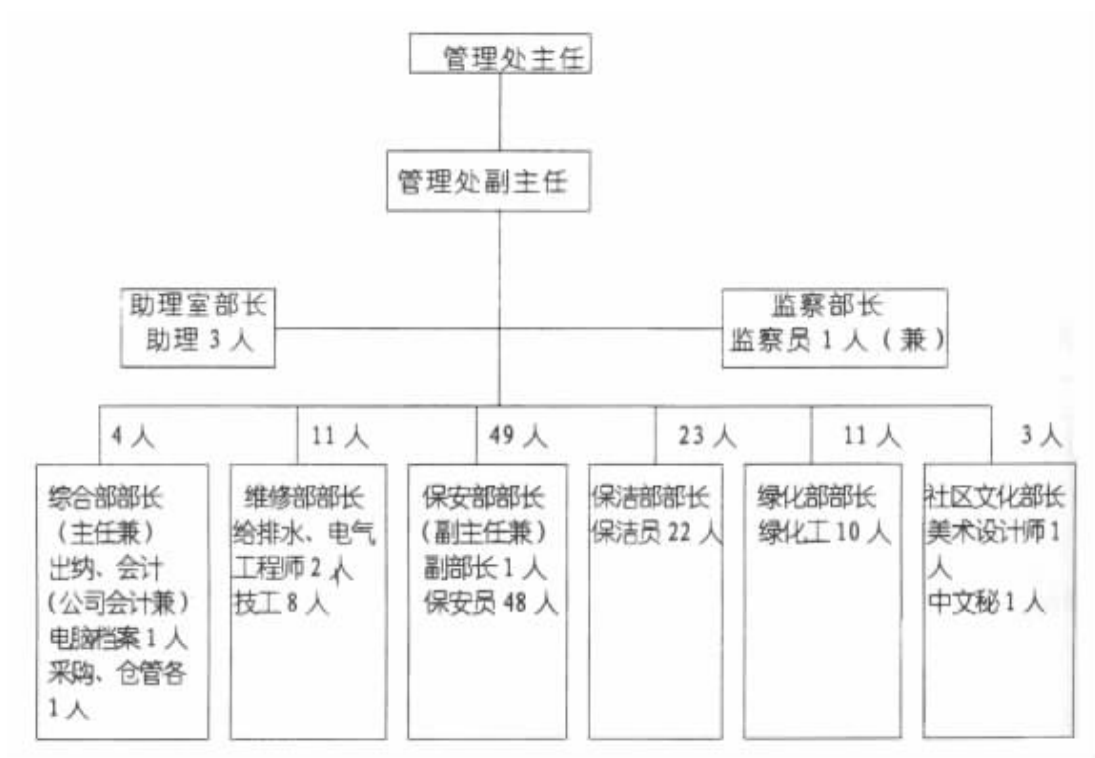 管理处主任
管理处副主任
助理室部长
助理 3 人
监察部长
监察员 1 人（兼）
4 人
11 人
49 人
23 人
11 人
3 人
综合部部长
（主任兼）
出纳、会计
（公司会计兼）
电脑档案 1 人
采购、仓管各
1 人
维修部部长
给排水、电气
工程师 2 人
技工 8 人
保安部部长
（副主任兼）
副部长 1 人
保安员 48 人
保洁部部长
保洁员 22 人
绿化部部长
绿化工 10 人
社区文化部长
美术设计师 1
人
中文秘 1 人